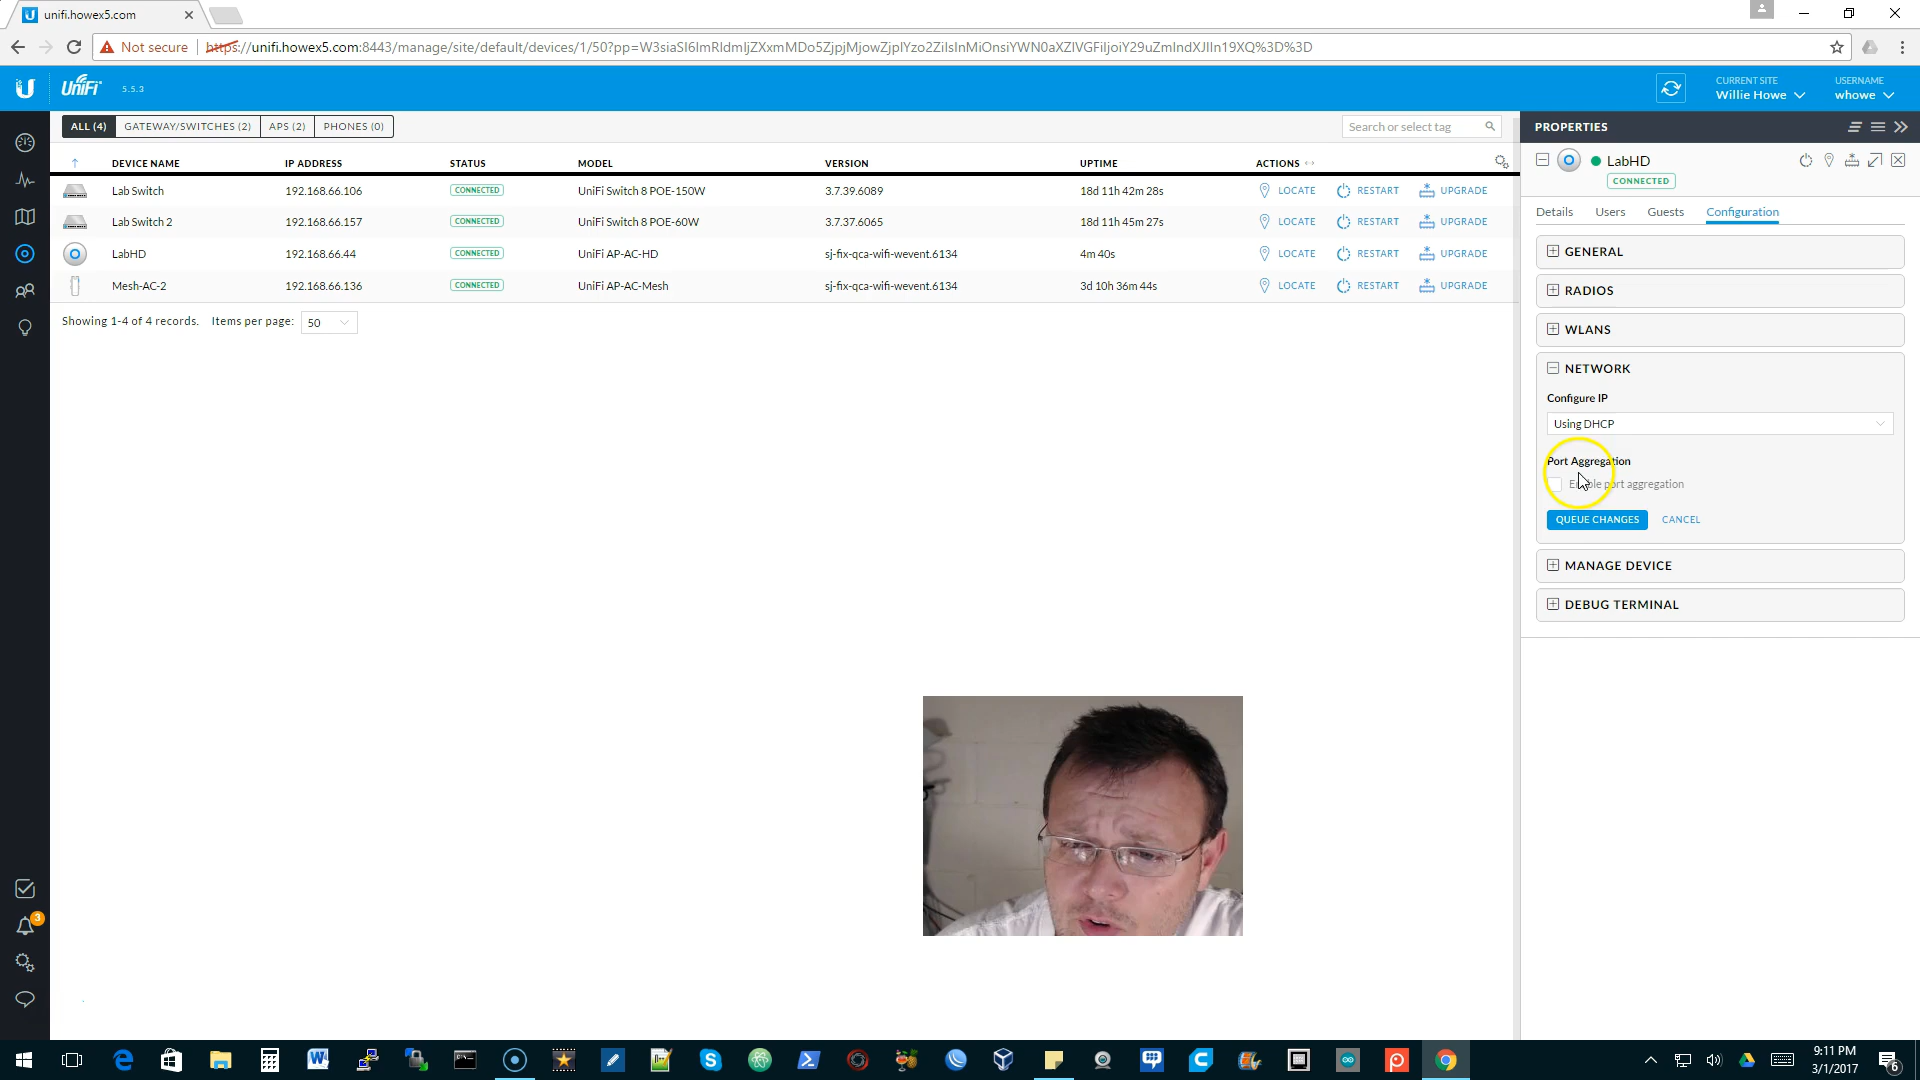 unifi.howex5.com
Not secure https://unifi.howex5.com:8443/manage/site/default/devices/1/50?pp=W3siaSI6ImRldmljZXxmMDo5ZjpjMjowZjplYzo2ZiIsInMiOnsiYWN0aXZlVGFiIjoiY29uZmlndXJlIn19XQ%3D%3D
UniFi 5.5.3
CURRENT SITE
Willie Howe
USERNAME
whowe
ALL (4) GATEWAY/SWITCHES (2) APS (2) PHONES (0)
Search or select tag
DEVICE NAME IP ADDRESS STATUS MODEL VERSION UPTIME ACTIONS
Lab Switch 192.168.66.106 CONNECTED UniFi Switch 8 POE-150W 3.7.39.6089 18d 11h 42m 28s LOCATE RESTART UPGRADE
Lab Switch 2 192.168.66.157 CONNECTED UniFi Switch 8 POE-60W 3.7.37.6065 18d 11h 45m 27s LOCATE RESTART UPGRADE
LabHD 192.168.66.44 CONNECTED UniFi AP-AC-HD sj-fix-qca-wifi-wevent.6134 4m 40s LOCATE RESTART UPGRADE
Mesh-AC-2 192.168.66.136 CONNECTED UniFi AP-AC-Mesh sj-fix-qca-wifi-wevent.6134 3d 10h 36m 44s LOCATE RESTART UPGRADE
Showing 1-4 of 4 records. Items per page: 50
PROPERTIES
LabHD
CONNECTED
Details Users Guests Configuration
GENERAL
RADIOS
WLANS
NETWORK
Configure IP
Using DHCP
Port Aggregation
Enable port aggregation
QUEUE CHANGES CANCEL
MANAGE DEVICE
DEBUG TERMINAL
3
9:11 PM
3/1/2017
6